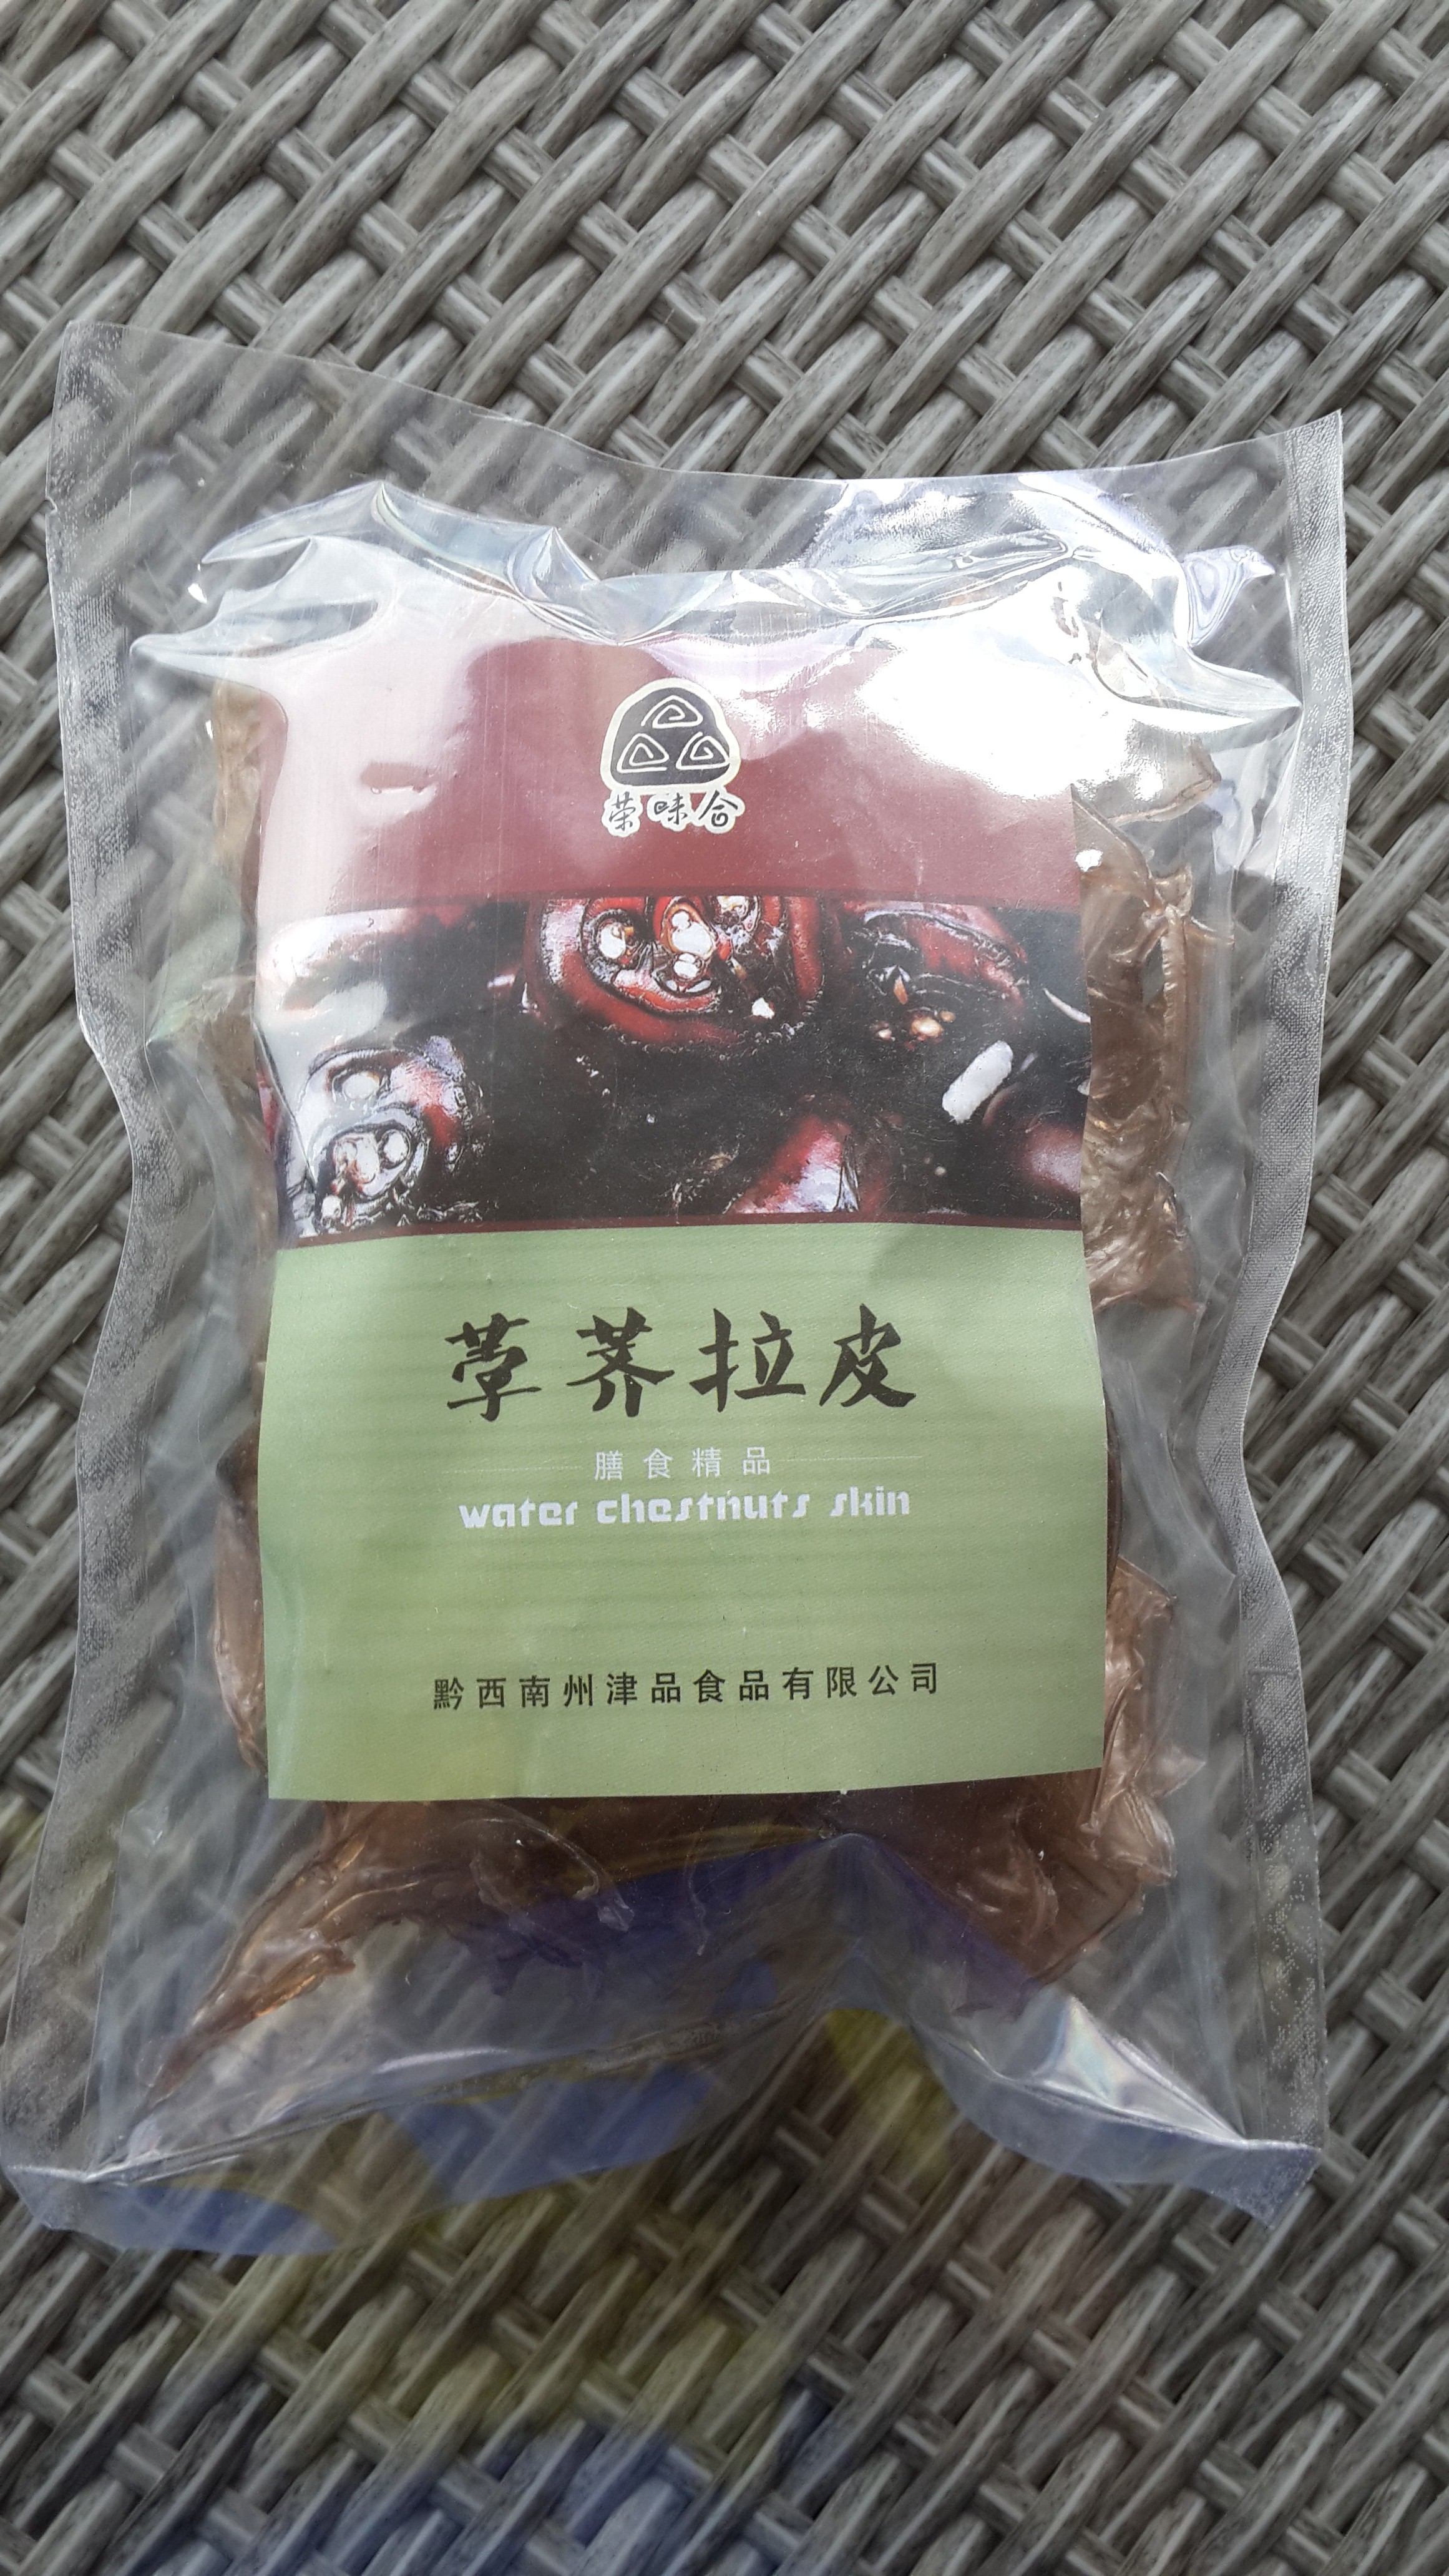 荣味合
荸荠拉皮
膳食精品
water chestnuts skin
黔西南州津品食品有限公司